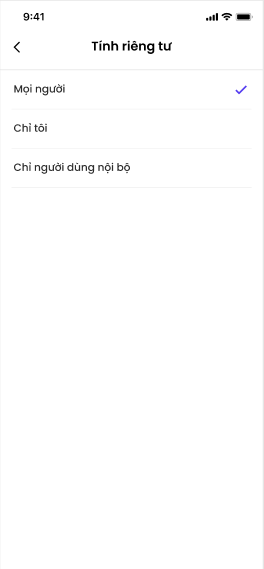 9:41
Tính riêng tư
Mọi người
Chỉ tôi
Chỉ người dùng nội bộ